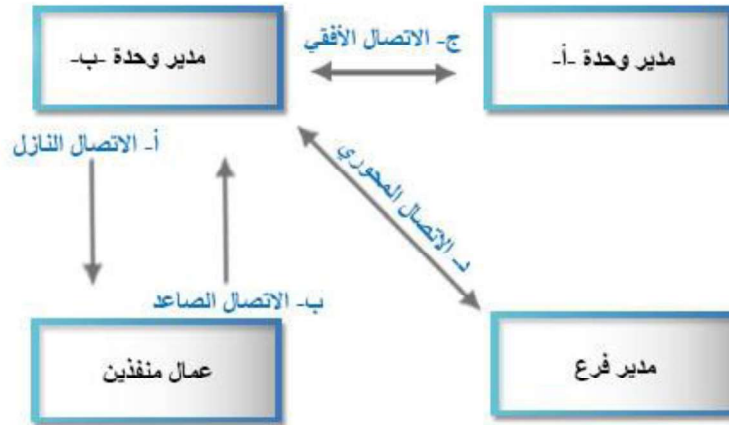 مدير وحدة -أ-
ج- الاتصال الأفقي
مدير وحدة -ب-
أ- الاتصال النازل
د- الاتصال المحوري
ب- الاتصال الصاعد
مدير فرع
عمال منفذين